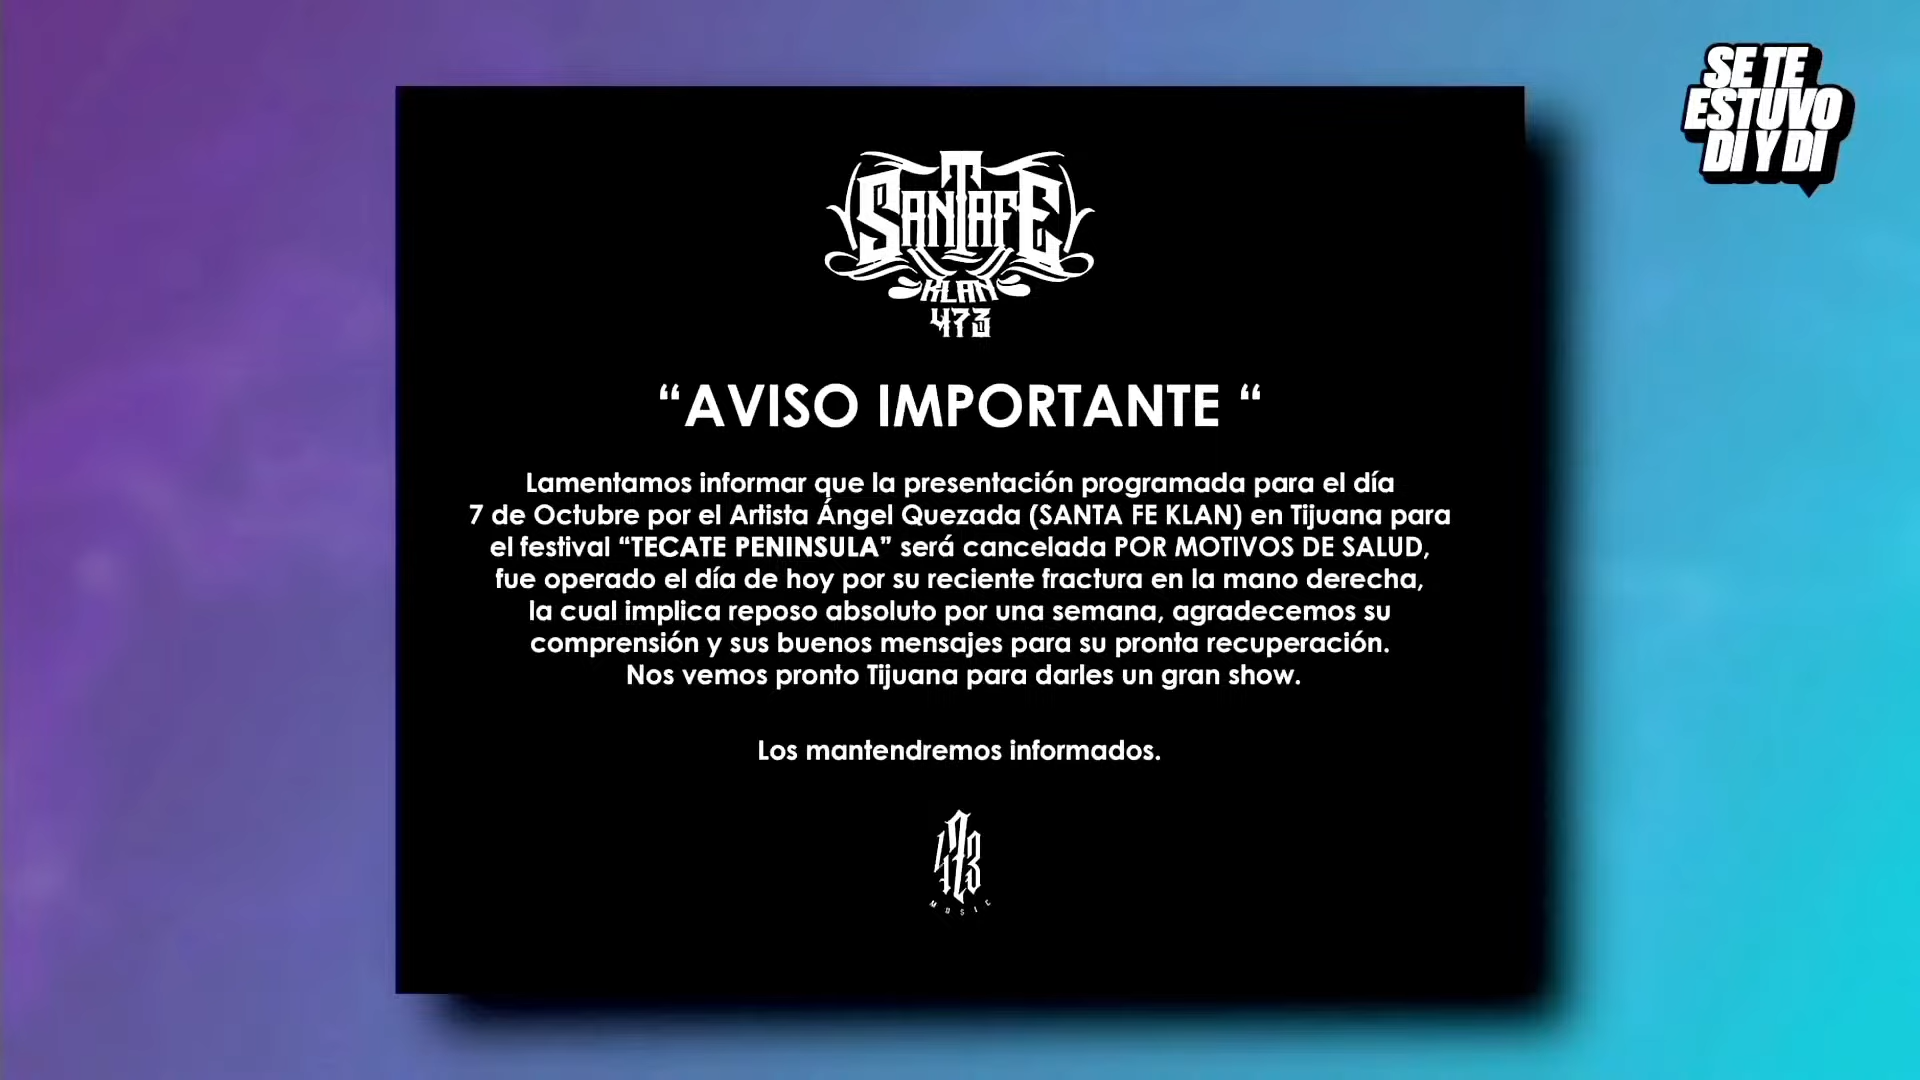 SE TE
ESTUVO
DI Y DI
SANTA FE
KLAN
473
“AVISO IMPORTANTE “
Lamentamos informar que la presentación programada para el día
7 de Octubre por el Artista Ángel Quezada (SANTA FE KLAN) en Tijuana para
el festival “TECATE PENINSULA” será cancelada POR MOTIVOS DE SALUD,
fue operado el día de hoy por su reciente fractura en la mano derecha,
la cual implica reposo absoluto por una semana, agradecemos su
comprensión y sus buenos mensajes para su pronta recuperación.
Nos vemos pronto Tijuana para darles un gran show.
Los mantendremos informados.
473
MUSIC